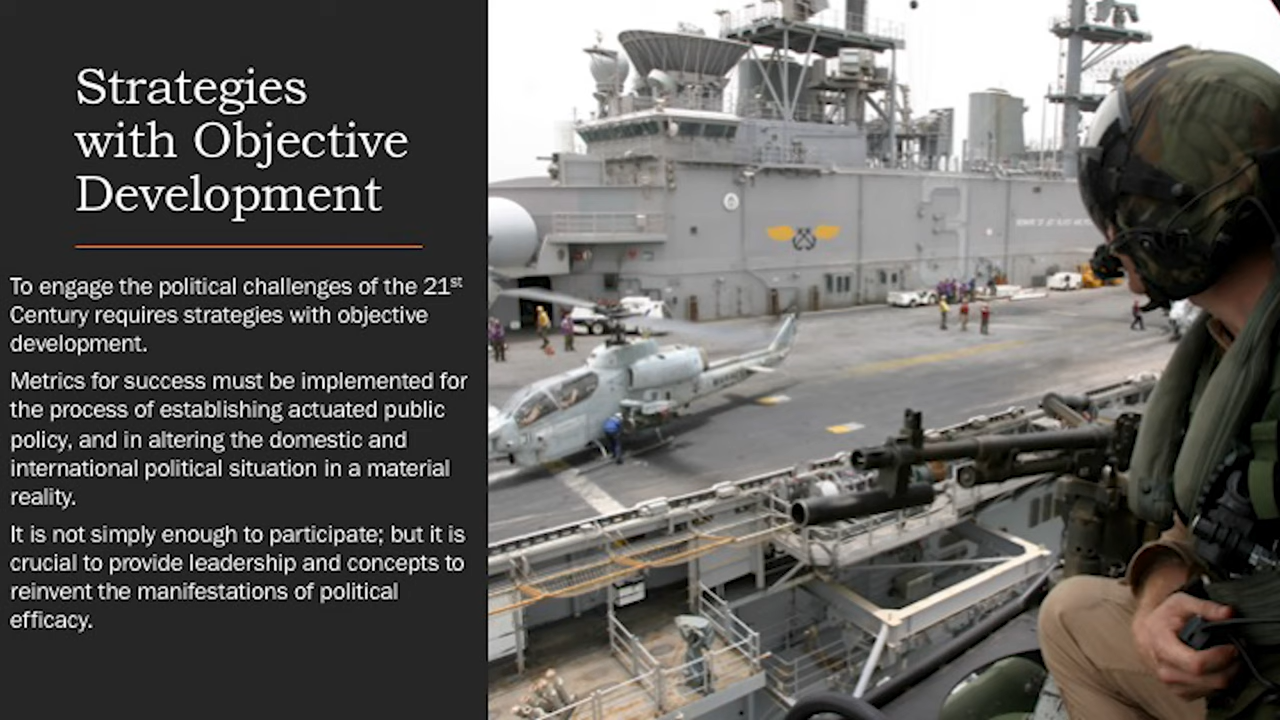 Strategies
with Objective
Development
To engage the political challenges of the 21st
Century requires strategies with objective
development.
Metrics for success must be implemented for
the process of establishing actuated public
policy, and in altering the domestic and
international political situation in a material
reality.
It is not simply enough to participate; but it is
crucial to provide leadership and concepts to
reinvent the manifestations of political
efficacy.
3